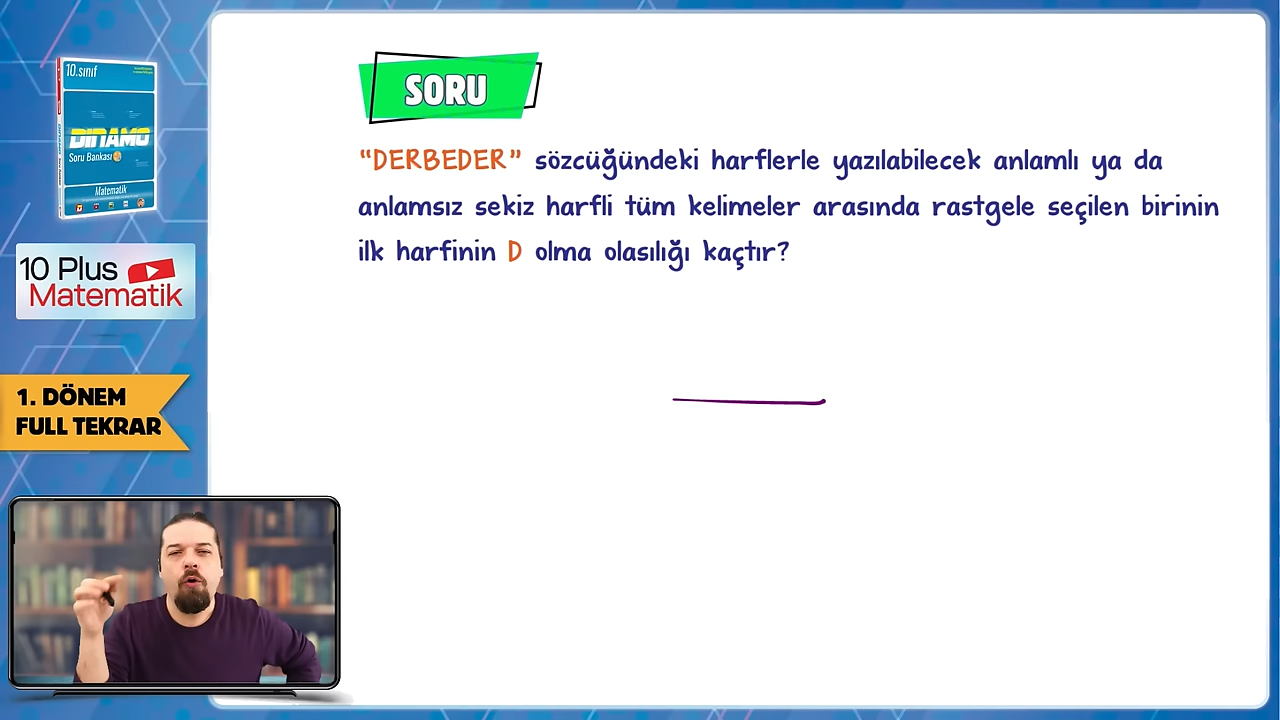 SORU
“DERBEDER” sözcüğündeki harflerle yazılabilecek anlamlı ya da
anlamsız sekiz harfli tüm kelimeler arasında rastgele seçilen birinin
ilk harfinin D olma olasılığı kaçtır?
10.sınıf
DİNAMO
Soru Bankası
Matematik
10 Plus
Matematik
1. DÖNEM
FULL TEKRAR